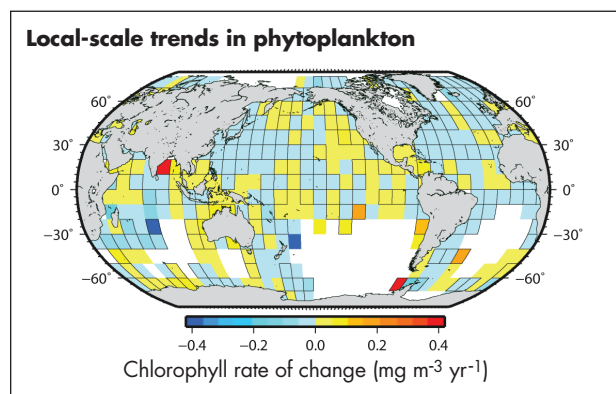 Local-scale trends in phytoplankton
60° 60°
30° 30°
0° 0°
−30° −30°
−60° −60°
−0.4 −0.2 0.0 0.2 0.4
Chlorophyll rate of change (mg m-3 yr-1)